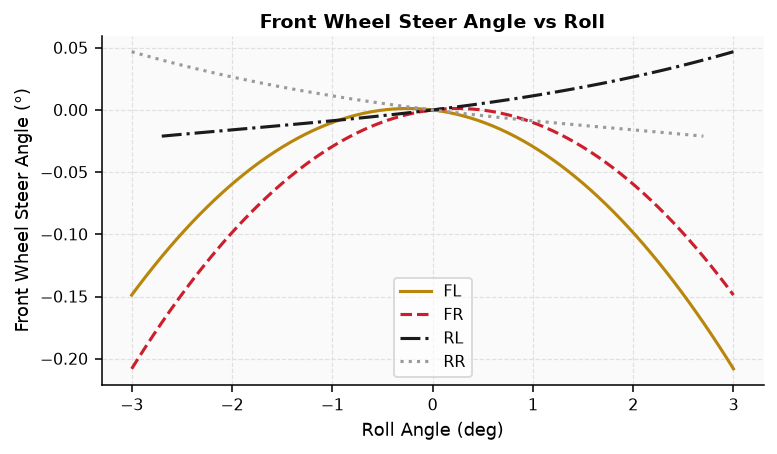 Front Wheel Steer Angle vs Roll
Front Wheel Steer Angle (°)
0.05
0.00
−0.05
−0.10
−0.15
−0.20
FL
FR
RL
RR
−3
−2
−1
0
1
2
3
Roll Angle (deg)